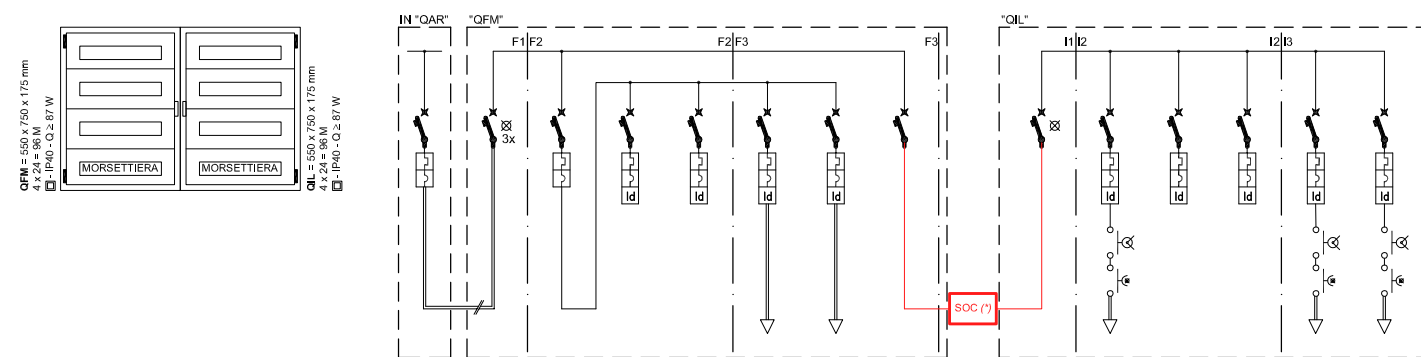 QFM = 550 x 750 x 175 mm
4 x 24 = 96 M
- IP40 - Q ≥ 87 W
MORSETTIERA
MORSETTIERA
QIL = 550 x 750 x 175 mm
4 x 24 = 96 M
- IP40 - Q ≥ 87 W
IN "QAR"
"QFM"
"QIL"
F1 F2
F2 F3
F3
I1 I2
I2 I3
3x
Id
Id
Id
Id
Id
Id
Id
Id
Id
SOC (*)